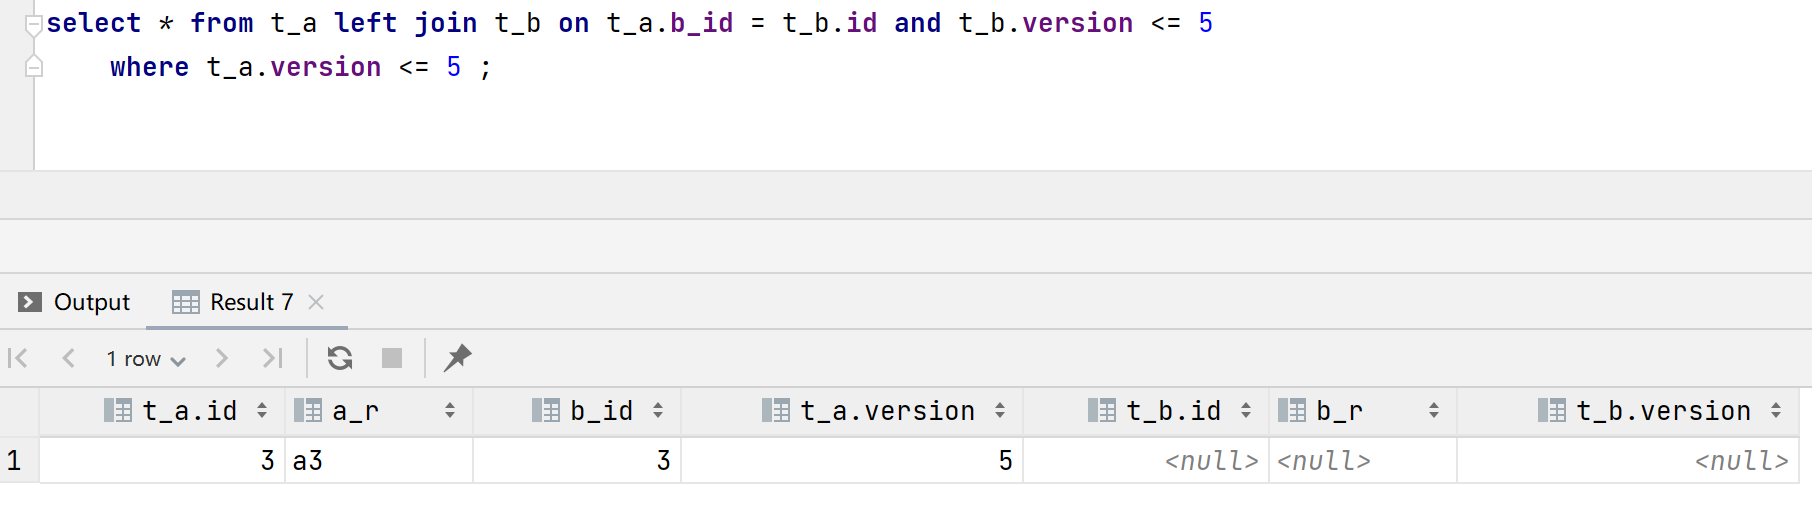 select * from t_a left join t_b on t_a.b_id = t_b.id and t_b.version <= 5
where t_a.version <= 5 ;
Output Result 7
1 row
t_a.id a_r b_id t_a.version t_b.id b_r t_b.version
1 3 a3 3 5 <null> <null> <null>